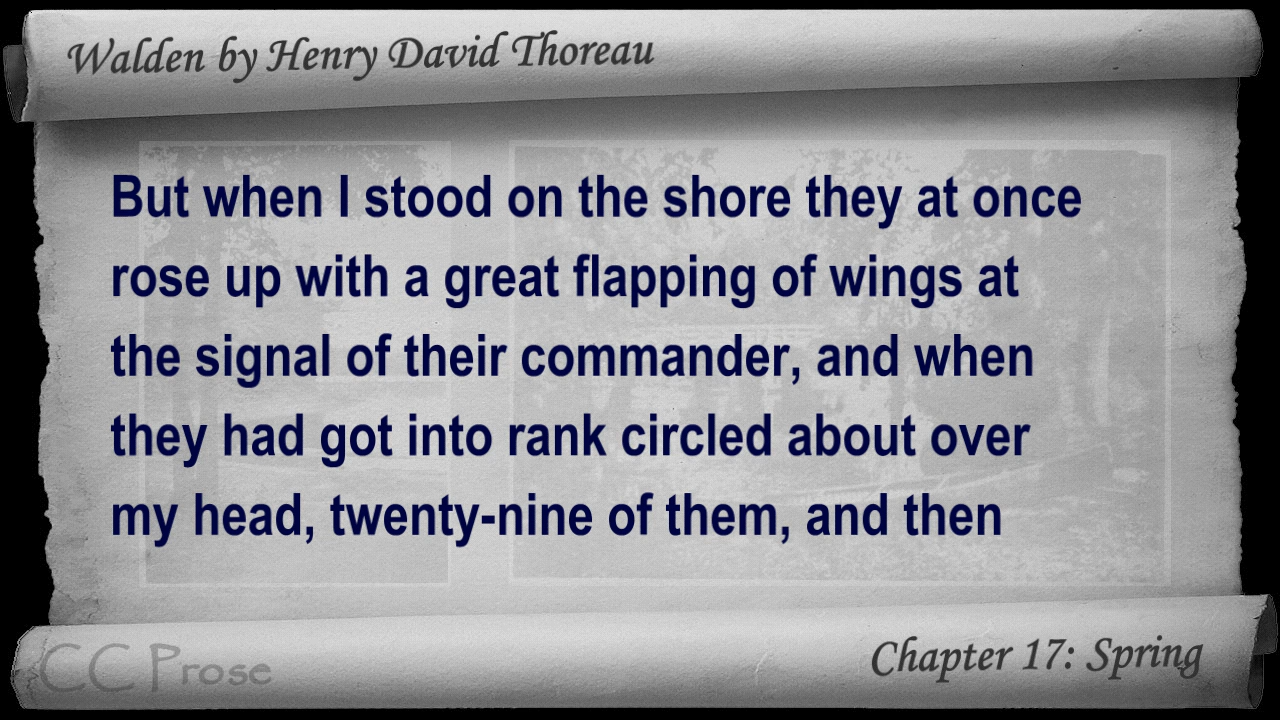 Walden by Henry David Thoreau
But when I stood on the shore they at once
rose up with a great flapping of wings at
the signal of their commander, and when
they had got into rank circled about over
my head, twenty-nine of them, and then
CC Prose
Chapter 17: Spring